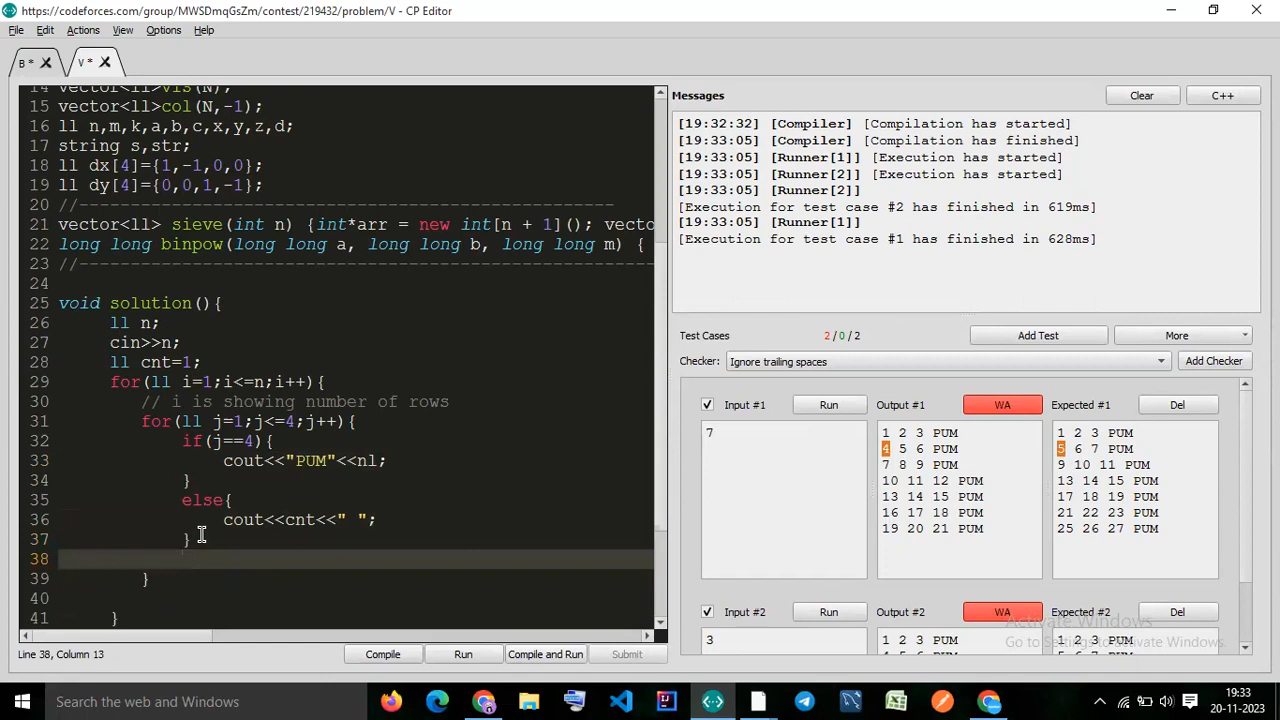 https://codeforces.com/group/MWSDmqGsZm/contest/219432/problem/V - CP Editor
File Edit Actions View Options Help
B * V *
14 vector<ll>vis(N);
15 vector<ll>col(N,-1);
16 ll n,m,k,a,b,c,x,y,z,d;
17 string s,str;
18 ll dx[4]={1,-1,0,0};
19 ll dy[4]={0,0,1,-1};
20 //----------------------------------------------------
21 vector<ll> sieve(int n) {int*arr = new int[n + 1](); vecto
22 long long binpow(long long a, long long b, long long m) {
23 //--------------------------------------------------------
24
25 void solution(){
26 ll n;
27 cin>>n;
28 ll cnt=1;
29 for(ll i=1;i<=n;i++){
30 // i is showing number of rows
31 for(ll j=1;j<=4;j++){
32 if(j==4){
33 cout<<"PUM"<<nl;
34 }
35 else{
36 cout<<cnt<<" ";
37 }
38
39 }
40
41 }
Line 38, Column 13
Compile Run Compile and Run Submit
Messages Clear C++
[19:32:32] [Compiler] [Compilation has started]
[19:33:05] [Compiler] [Compilation has finished]
[19:33:05] [Runner[1]] [Execution has started]
[19:33:05] [Runner[2]] [Execution has started]
[19:33:05] [Runner[2]]
[Execution for test case #2 has finished in 619ms]
[19:33:05] [Runner[1]]
[Execution for test case #1 has finished in 628ms]
Test Cases 2 / 0 / 2 Add Test More
Checker: Ignore trailing spaces Add Checker
Input #1 Run Output #1 WA Expected #1 Del
7
1 2 3 PUM
4 5 6 PUM
7 8 9 PUM
10 11 12 PUM
13 14 15 PUM
16 17 18 PUM
19 20 21 PUM
1 2 3 PUM
5 6 7 PUM
9 10 11 PUM
13 14 15 PUM
17 18 19 PUM
21 22 23 PUM
25 26 27 PUM
Input #2 Run Output #2 WA Expected #2 Del
3
1 2 3 PUM
1 2 3 PUM
Activate Windows
Go to Settings to activate Windows.
Search the web and Windows
19:33
20-11-2023